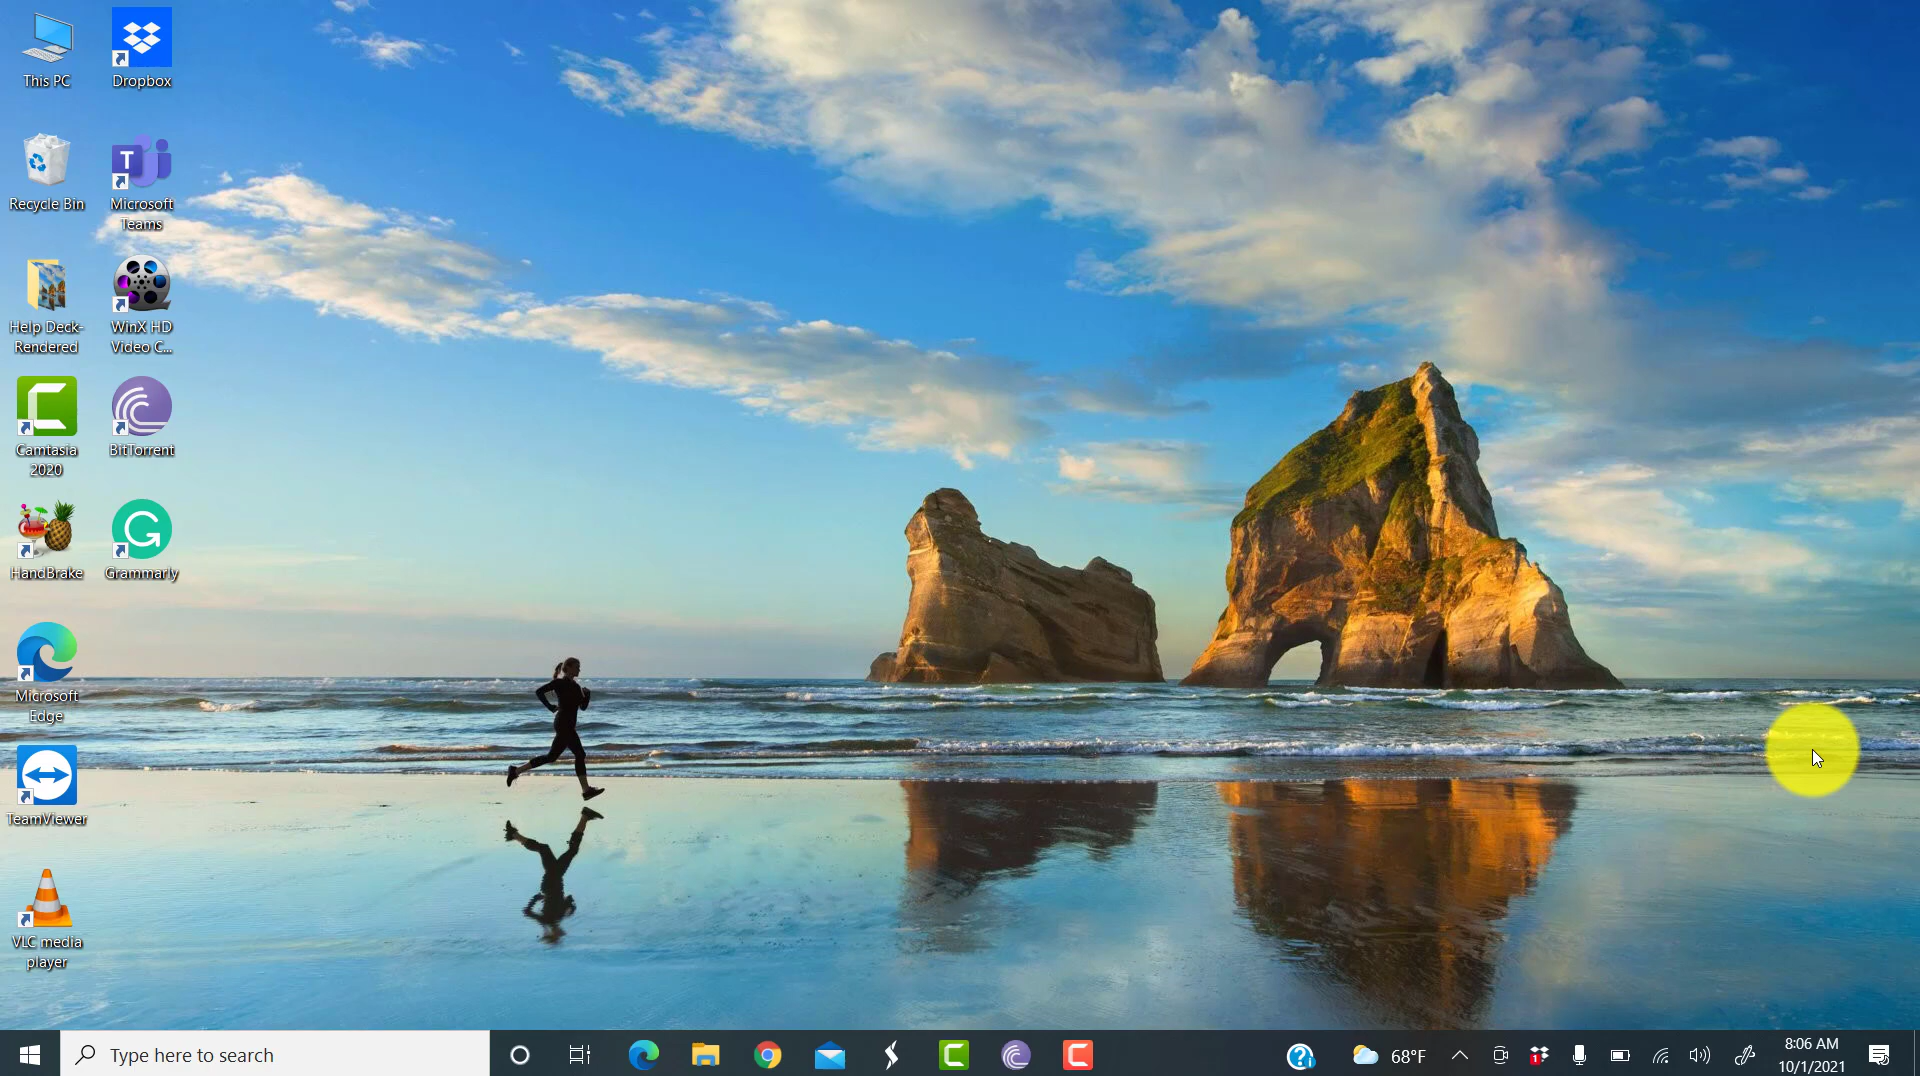 This PC
Dropbox
Recycle Bin
T
Microsoft
Teams
Help Deck-
Rendered
WinX HD
Video C...
Camtasia
2020
BitTorrent
HandBrake
Grammarly
Microsoft
Edge
TeamViewer
VLC media
player
Type here to search
68°F
1
8:06 AM
10/1/2021